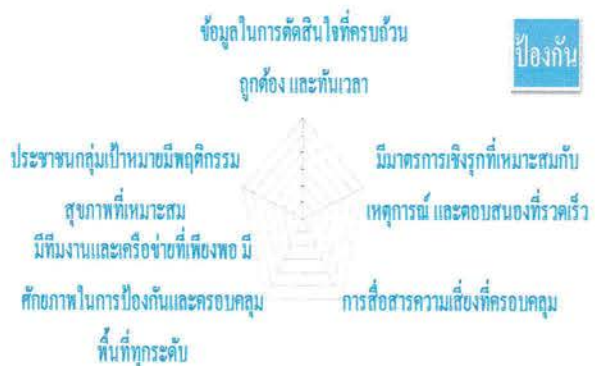 ข้อมูลในการตัดสินใจที่ครบถ้วน
ถูกต้อง และทันเวลา
ป้องกัน
มีมาตรการเชิงรุกที่เหมาะสมกับ
เหตุการณ์ และตอบสนองที่รวดเร็ว
การสื่อสารความเสี่ยงที่ครอบคลุม
มีทีมงานและเครือข่ายที่เพียงพอ มี
ศักยภาพในการป้องกันและครอบคลุม
พื้นที่ทุกระดับ
ประชาชนกลุ่มเป้าหมายมีพฤติกรรม
สุขภาพที่เหมาะสม